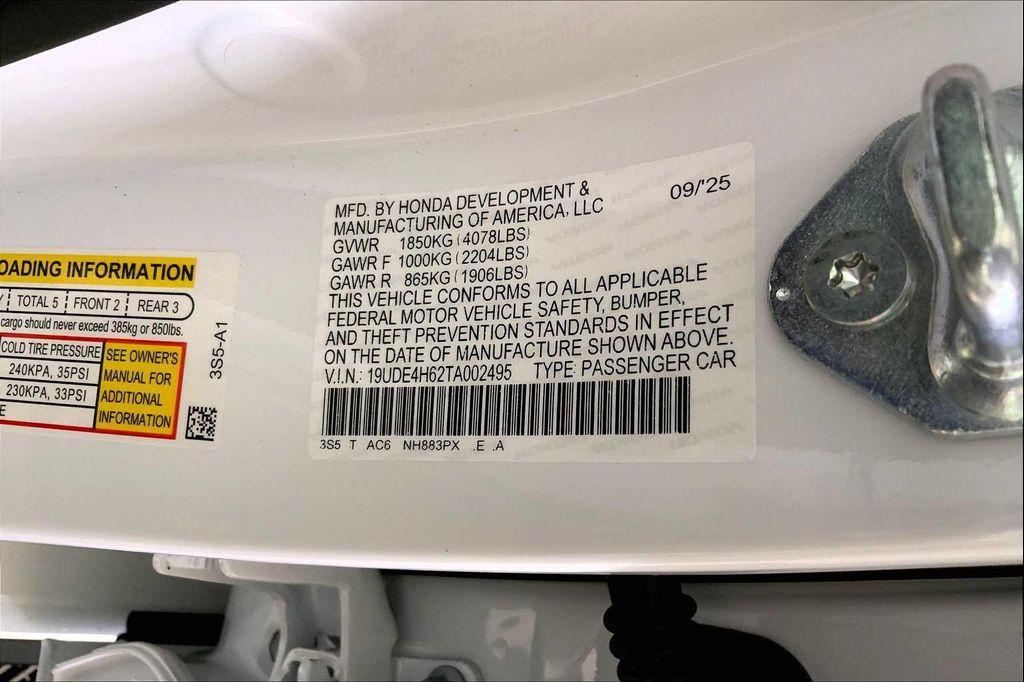 OADING INFORMATION
TOTAL 5 FRONT 2 REAR 3
cargo should never exceed 385kg or 850lbs.
COLD TIRE PRESSURE
240KPA, 35PSI
230KPA, 33PSI
E
SEE OWNER'S
MANUAL FOR
ADDITIONAL
INFORMATION
3S5-A1
MFD. BY HONDA DEVELOPMENT & 09/'25
MANUFACTURING OF AMERICA, LLC
GVWR 1850KG (4078LBS)
GAWR F 1000KG (2204LBS)
GAWR R 865KG (1906LBS)
THIS VEHICLE CONFORMS TO ALL APPLICABLE
FEDERAL MOTOR VEHICLE SAFETY, BUMPER,
AND THEFT PREVENTION STANDARDS IN EFFECT
ON THE DATE OF MANUFACTURE SHOWN ABOVE.
V.I.N.: 19UDE4H62TA002495 TYPE: PASSENGER CAR
3S5 T AC6 NH883PX .E .A